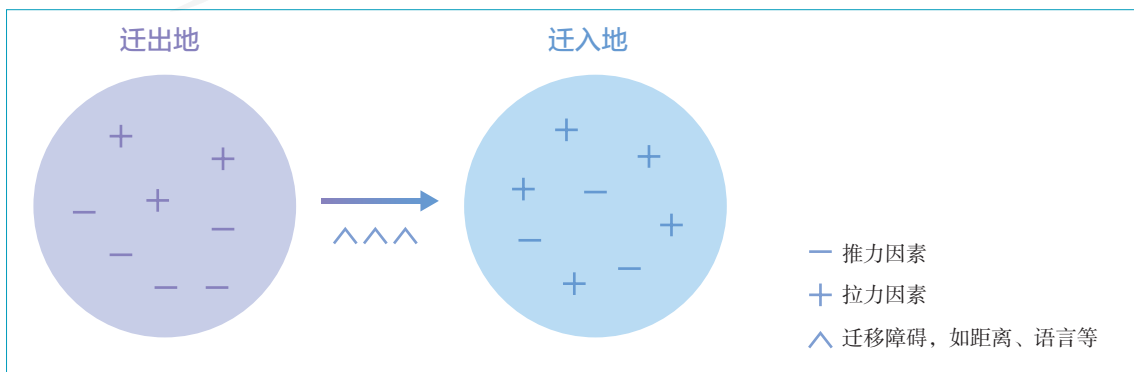 迁出地
迁入地
推力因素
拉力因素
迁移障碍，如距离、语言等